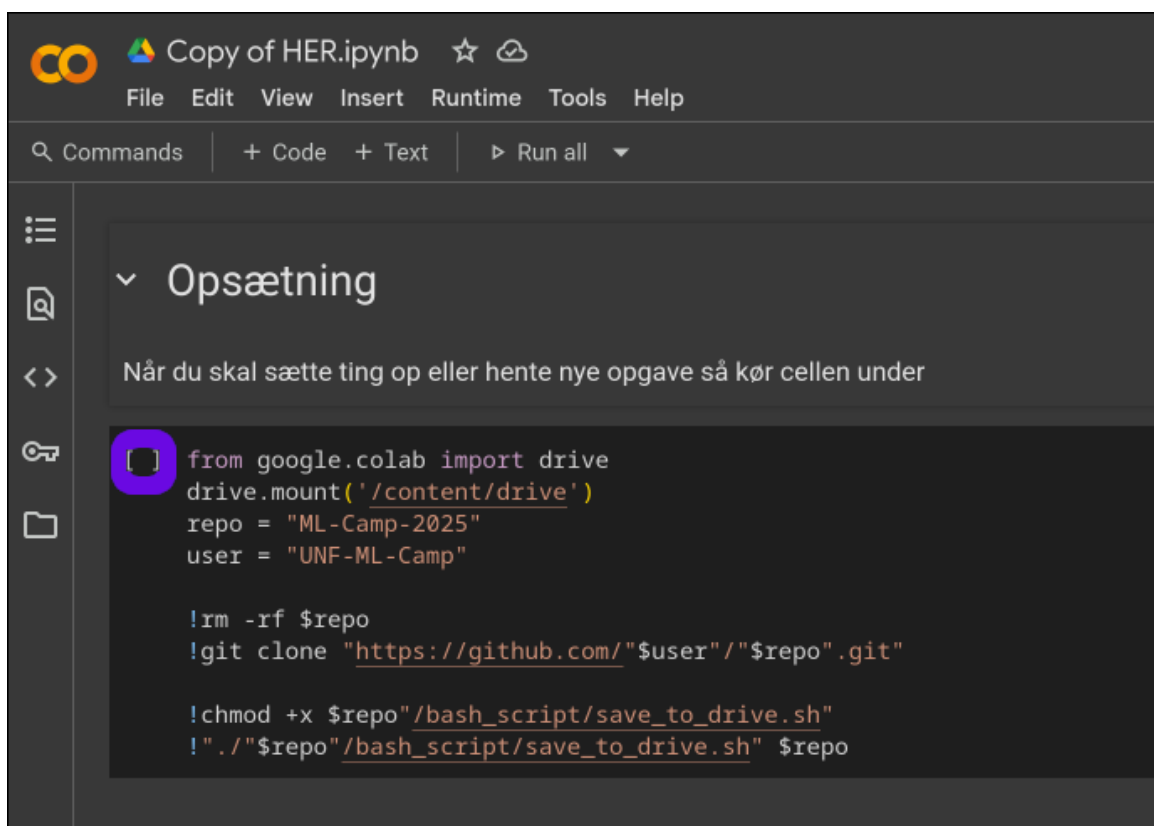 CO Copy of HER.ipynb
File Edit View Insert Runtime Tools Help
Commands + Code + Text Run all
Opsætning
Når du skal sætte ting op eller hente nye opgave så kør cellen under
[ ] from google.colab import drive
drive.mount('/content/drive')
repo = "ML-Camp-2025"
user = "UNF-ML-Camp"
!rm -rf $repo
!git clone "https://github.com/"$user"/"$repo".git"
!chmod +x $repo"/bash_script/save_to_drive.sh"
!"./"$repo"/bash_script/save_to_drive.sh" $repo